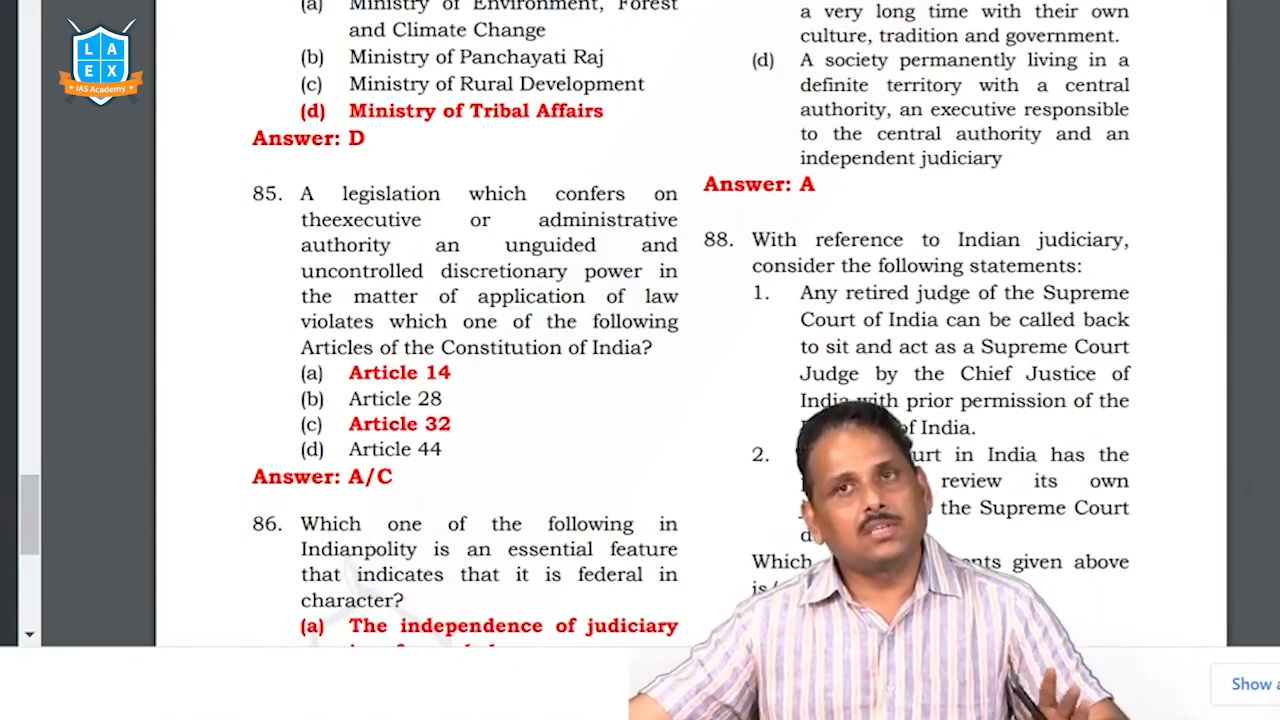 L A
E X
IAS Academy
(a) Ministry of Environment, Forest
and Climate Change
(b) Ministry of Panchayati Raj
(c) Ministry of Rural Development
(d) Ministry of Tribal Affairs
Answer: D
85. A legislation which confers on
theexecutive or administrative
authority an unguided and
uncontrolled discretionary power in
the matter of application of law
violates which one of the following
Articles of the Constitution of India?
(a) Article 14
(b) Article 28
(c) Article 32
(d) Article 44
Answer: A/C
86. Which one of the following in
Indianpolity is an essential feature
that indicates that it is federal in
character?
(a) The independence of judiciary
a very long time with their own
culture, tradition and government.
(d) A society permanently living in a
definite territory with a central
authority, an executive responsible
to the central authority and an
independent judiciary
Answer: A
88. With reference to Indian judiciary,
consider the following statements:
1. Any retired judge of the Supreme
Court of India can be called back
to sit and act as a Supreme Court
Judge by the Chief Justice of
India with prior permission of the
of India.
2. in India has the
review its own
the Supreme Court
Which given above
Show